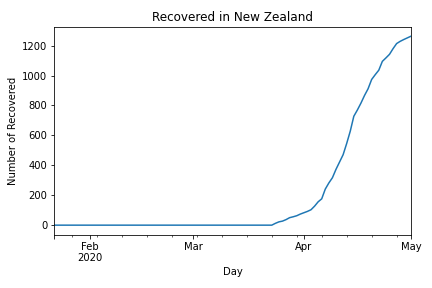 Recovered in New Zealand
Number of Recovered
1200
1000
800
600
400
200
0
Feb
2020
Mar
Apr
May
Day